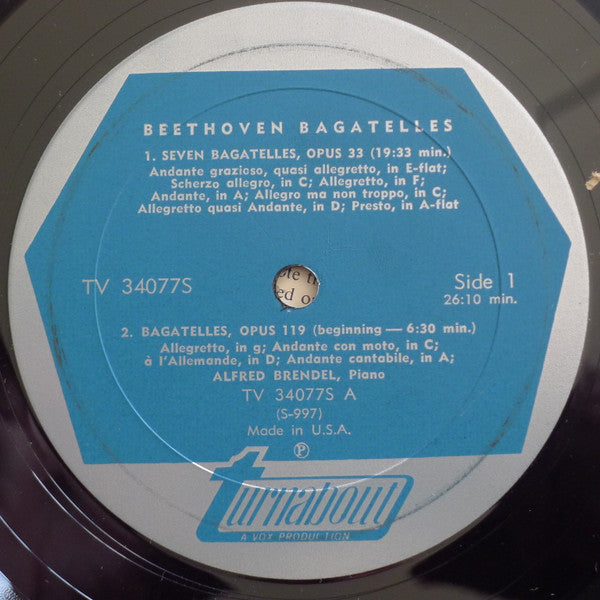 BEETHOVEN BAGATELLES
1. SEVEN BAGATELLES, OPUS 33 (19:33 min.)
Andante grazioso, quasi allegretto, in E-flat;
Scherzo allegro, in C; Allegretto, in F;
Andante, in A; Allegro ma non troppo, in C;
Allegretto quasi Andante, in D; Presto, in A-flat
TV 34077S
Side 1
26:10 min.
2. BAGATELLES, OPUS 119 (beginning — 6:30 min.)
Allegretto, in g; Andante con moto, in C;
à l'Allemande, in D; Andante cantabile, in A;
ALFRED BRENDEL, Piano
TV 34077S A
(S-997)
Made in U.S.A.
Ⓟ
turnabout
A VOX PRODUCTION